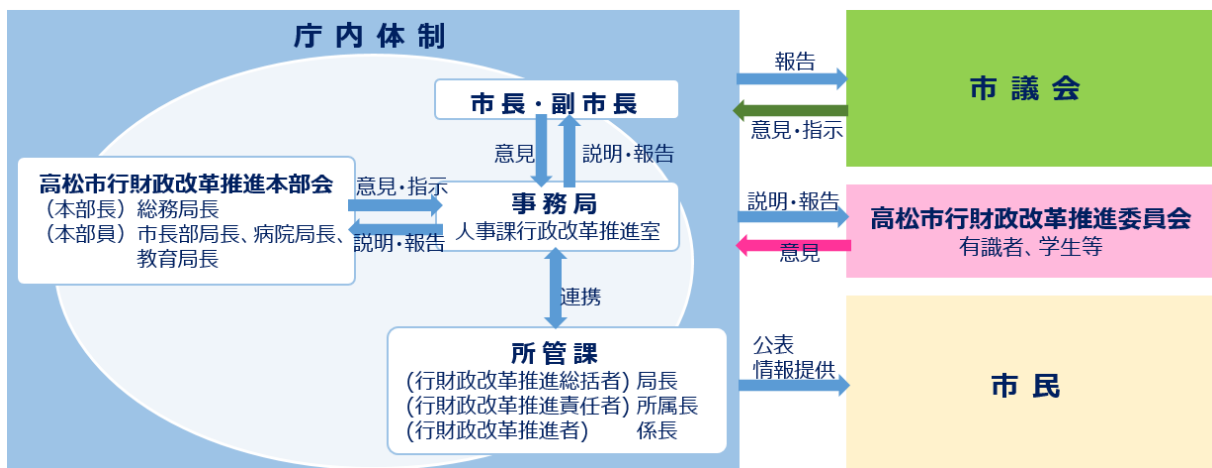 庁内体制
市長・副市長
意見
説明・報告
高松市行財政改革推進本部会
（本部長）総務局長
（本部員）市長部局長、病院局長、
教育局長
意見・指示
説明・報告
事務局
人事課行政改革推進室
連携
所管課
(行財政改革推進総括者) 局長
(行財政改革推進責任者) 所属長
(行財政改革推進者) 係長
報告
意見・指示
市議会
説明・報告
意見
高松市行財政改革推進委員会
有識者、学生等
公表
情報提供
市民